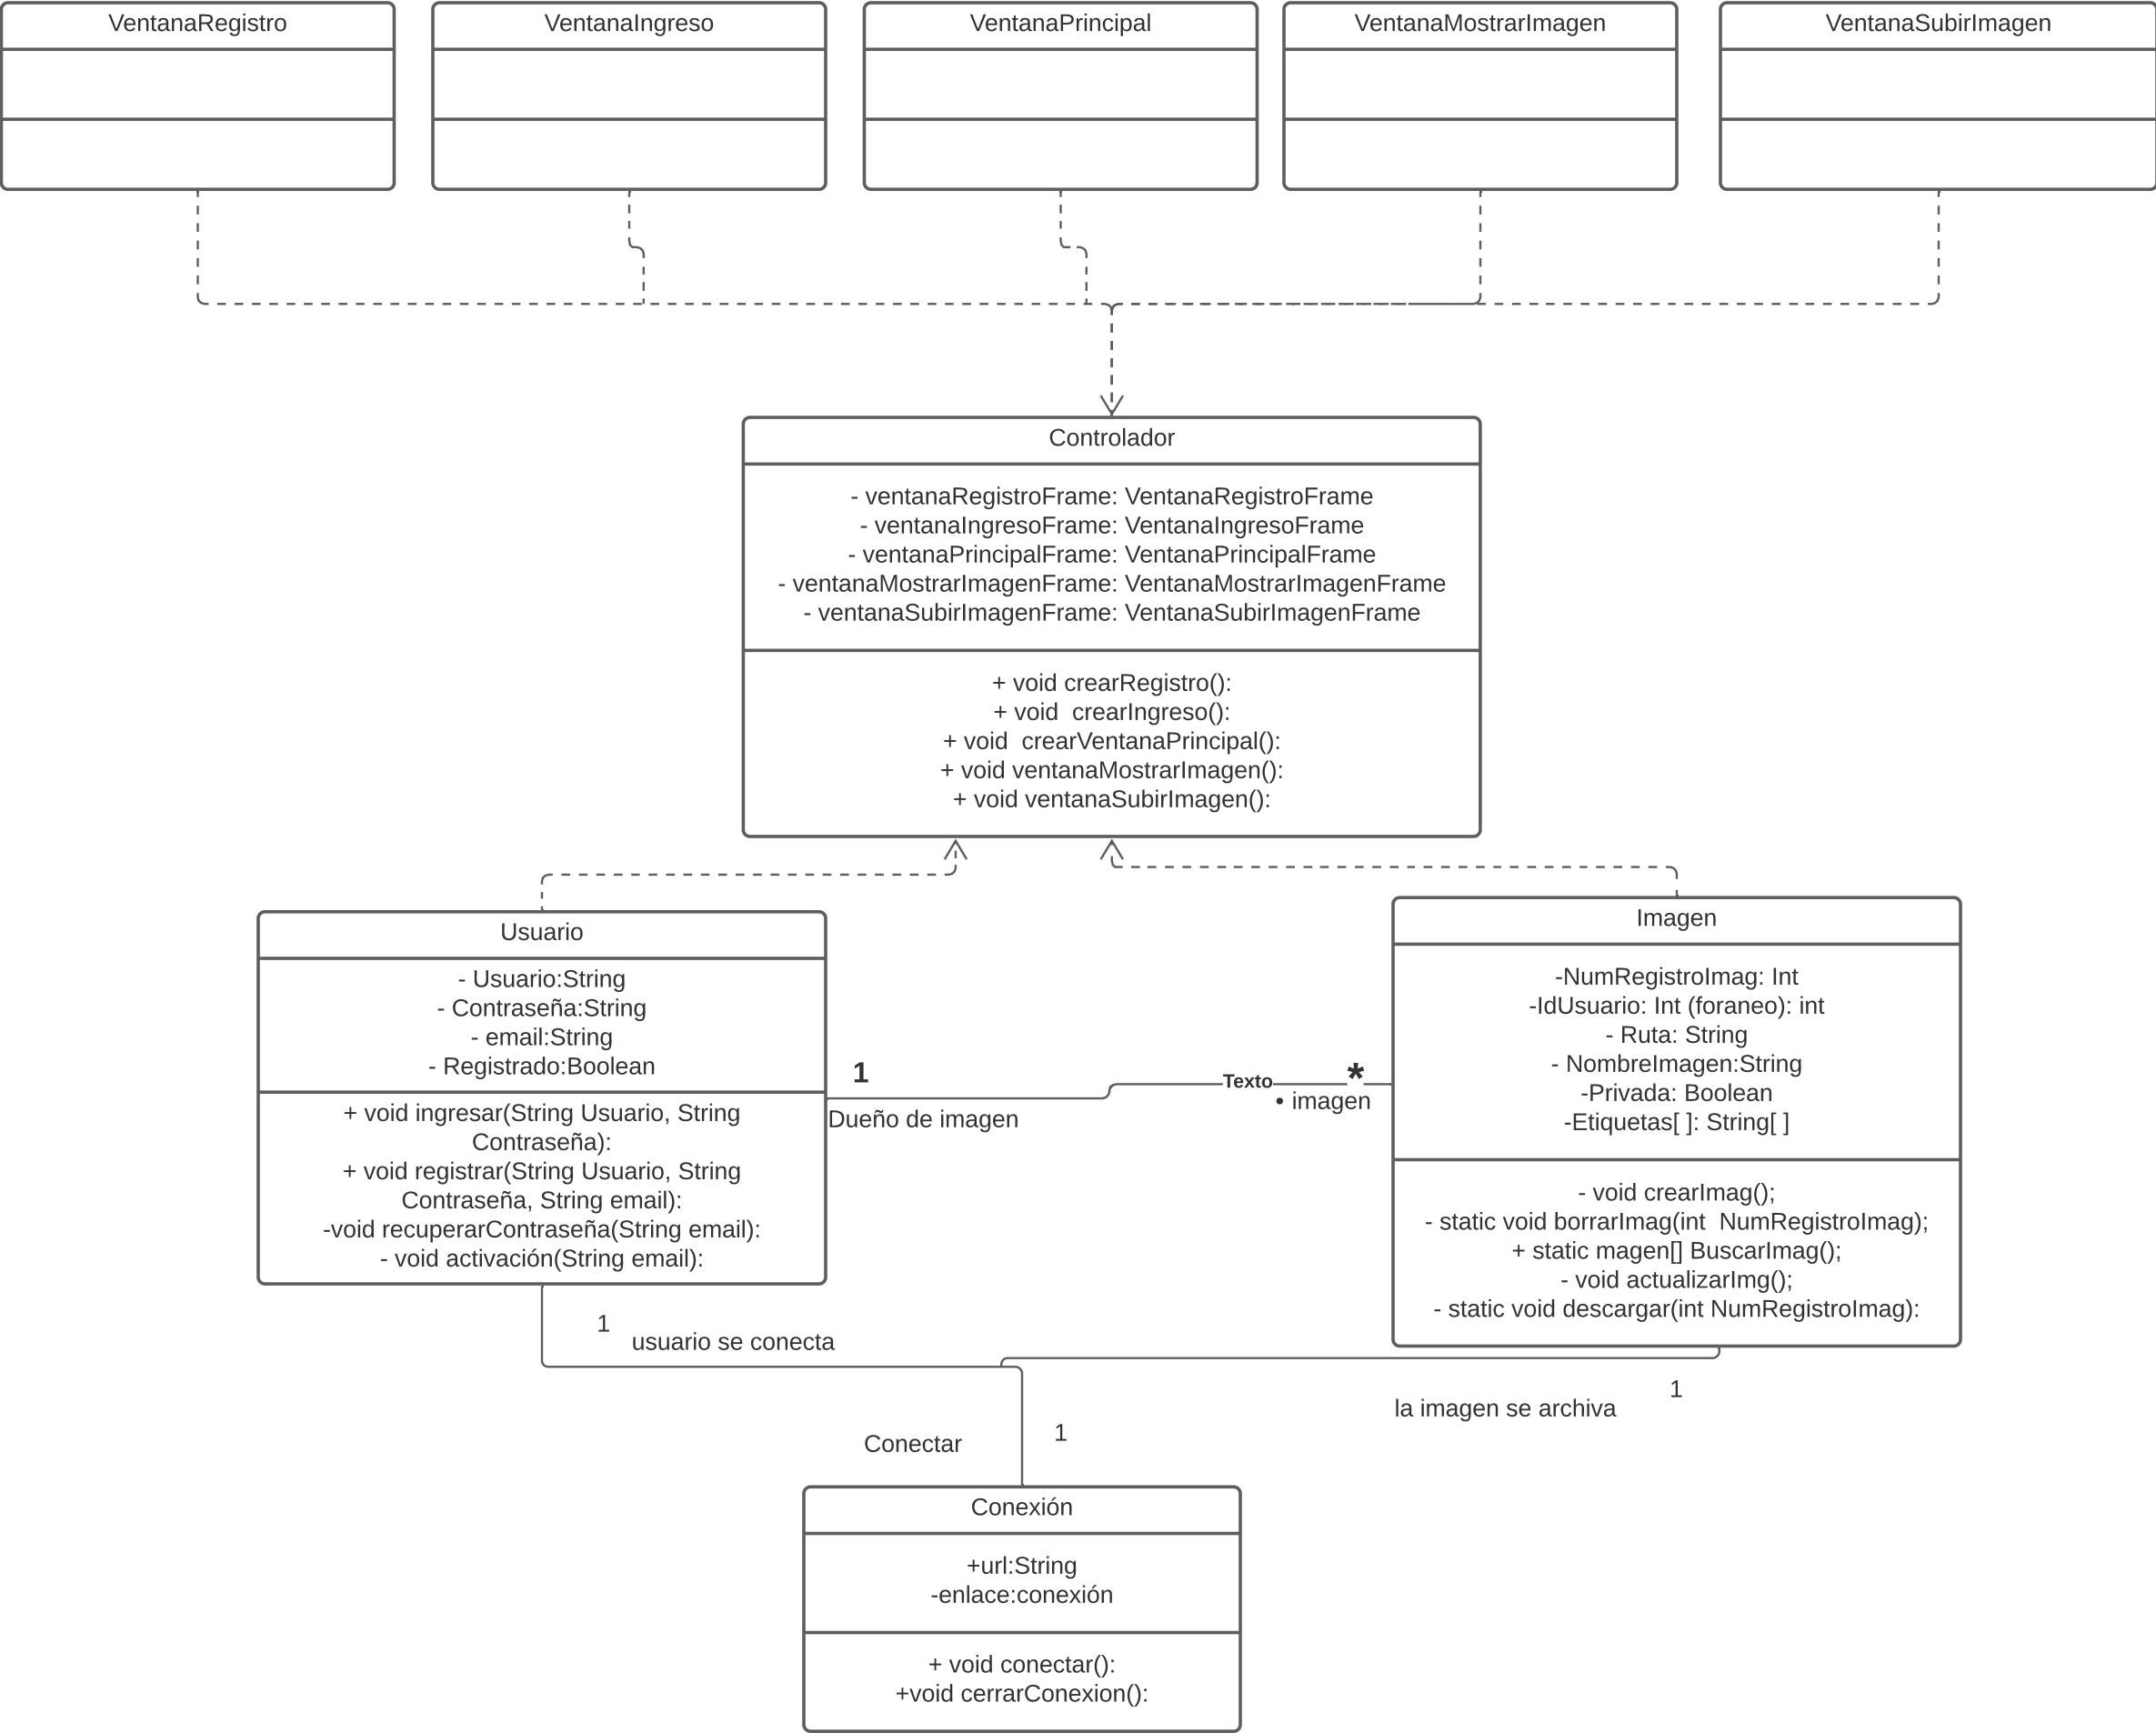 VentanaRegistro
VentanaIngreso
VentanaPrincipal
VentanaMostrarImagen
VentanaSubirImagen
Controlador
- ventanaRegistroFrame: VentanaRegistroFrame
- ventanaIngresoFrame: VentanaIngresoFrame
- ventanaPrincipalFrame: VentanaPrincipalFrame
- ventanaMostrarImagenFrame: VentanaMostrarImagenFrame
- ventanaSubirImagenFrame: VentanaSubirImagenFrame
+ void crearRegistro():
+ void  crearIngreso():
+ void  crearVentanaPrincipal():
+ void ventanaMostrarImagen():
+ void ventanaSubirImagen():
Usuario
- Usuario:String
- Contraseña:String
- email:String
- Registrado:Boolean
+ void ingresar(String Usuario, String
Contraseña):
+ void registrar(String Usuario, String
Contraseña, String email):
-void recuperarContraseña(String email):
- void activación(String email):
1
Dueño de imagen
Texto
*
• imagen
Imagen
-NumRegistroImag: Int
-IdUsuario: Int (foraneo): int
- Ruta: String
- NombreImagen:String
-Privada: Boolean
-Etiquetas[ ]: String[ ]
- void crearImag();
- static void borrarImag(int  NumRegistroImag);
+ static magen[] BuscarImag();
- void actualizarImg();
- static void descargar(int NumRegistroImag):
1
usuario se conecta
1
la imagen se archiva
Conectar
1
Conexión
+url:String
-enlace:conexión
+ void conectar():
+void cerrarConexion():